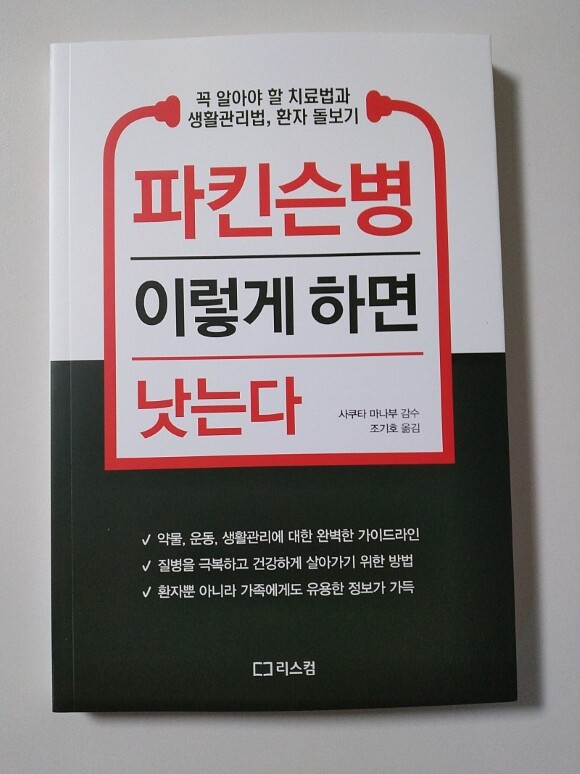 꼭 알아야 할 치료법과
생활관리법, 환자 돌보기
파킨슨병
이렇게 하면
낫는다
사쿠타 마나부 감수
조기호 옮김
✓ 약물, 운동, 생활관리에 대한 완벽한 가이드라인
✓ 질병을 극복하고 건강하게 살아가기 위한 방법
✓ 환자뿐 아니라 가족에게도 유용한 정보가 가득
리스컴